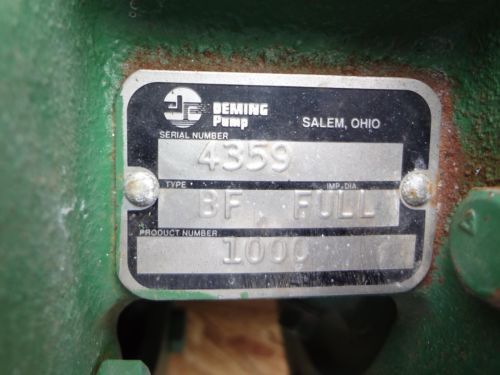 DEMING
Pump
SALEM, OHIO
SERIAL NUMBER
4359
TYPE IMP. DIA.
BF FULL
PRODUCT NUMBER
1000